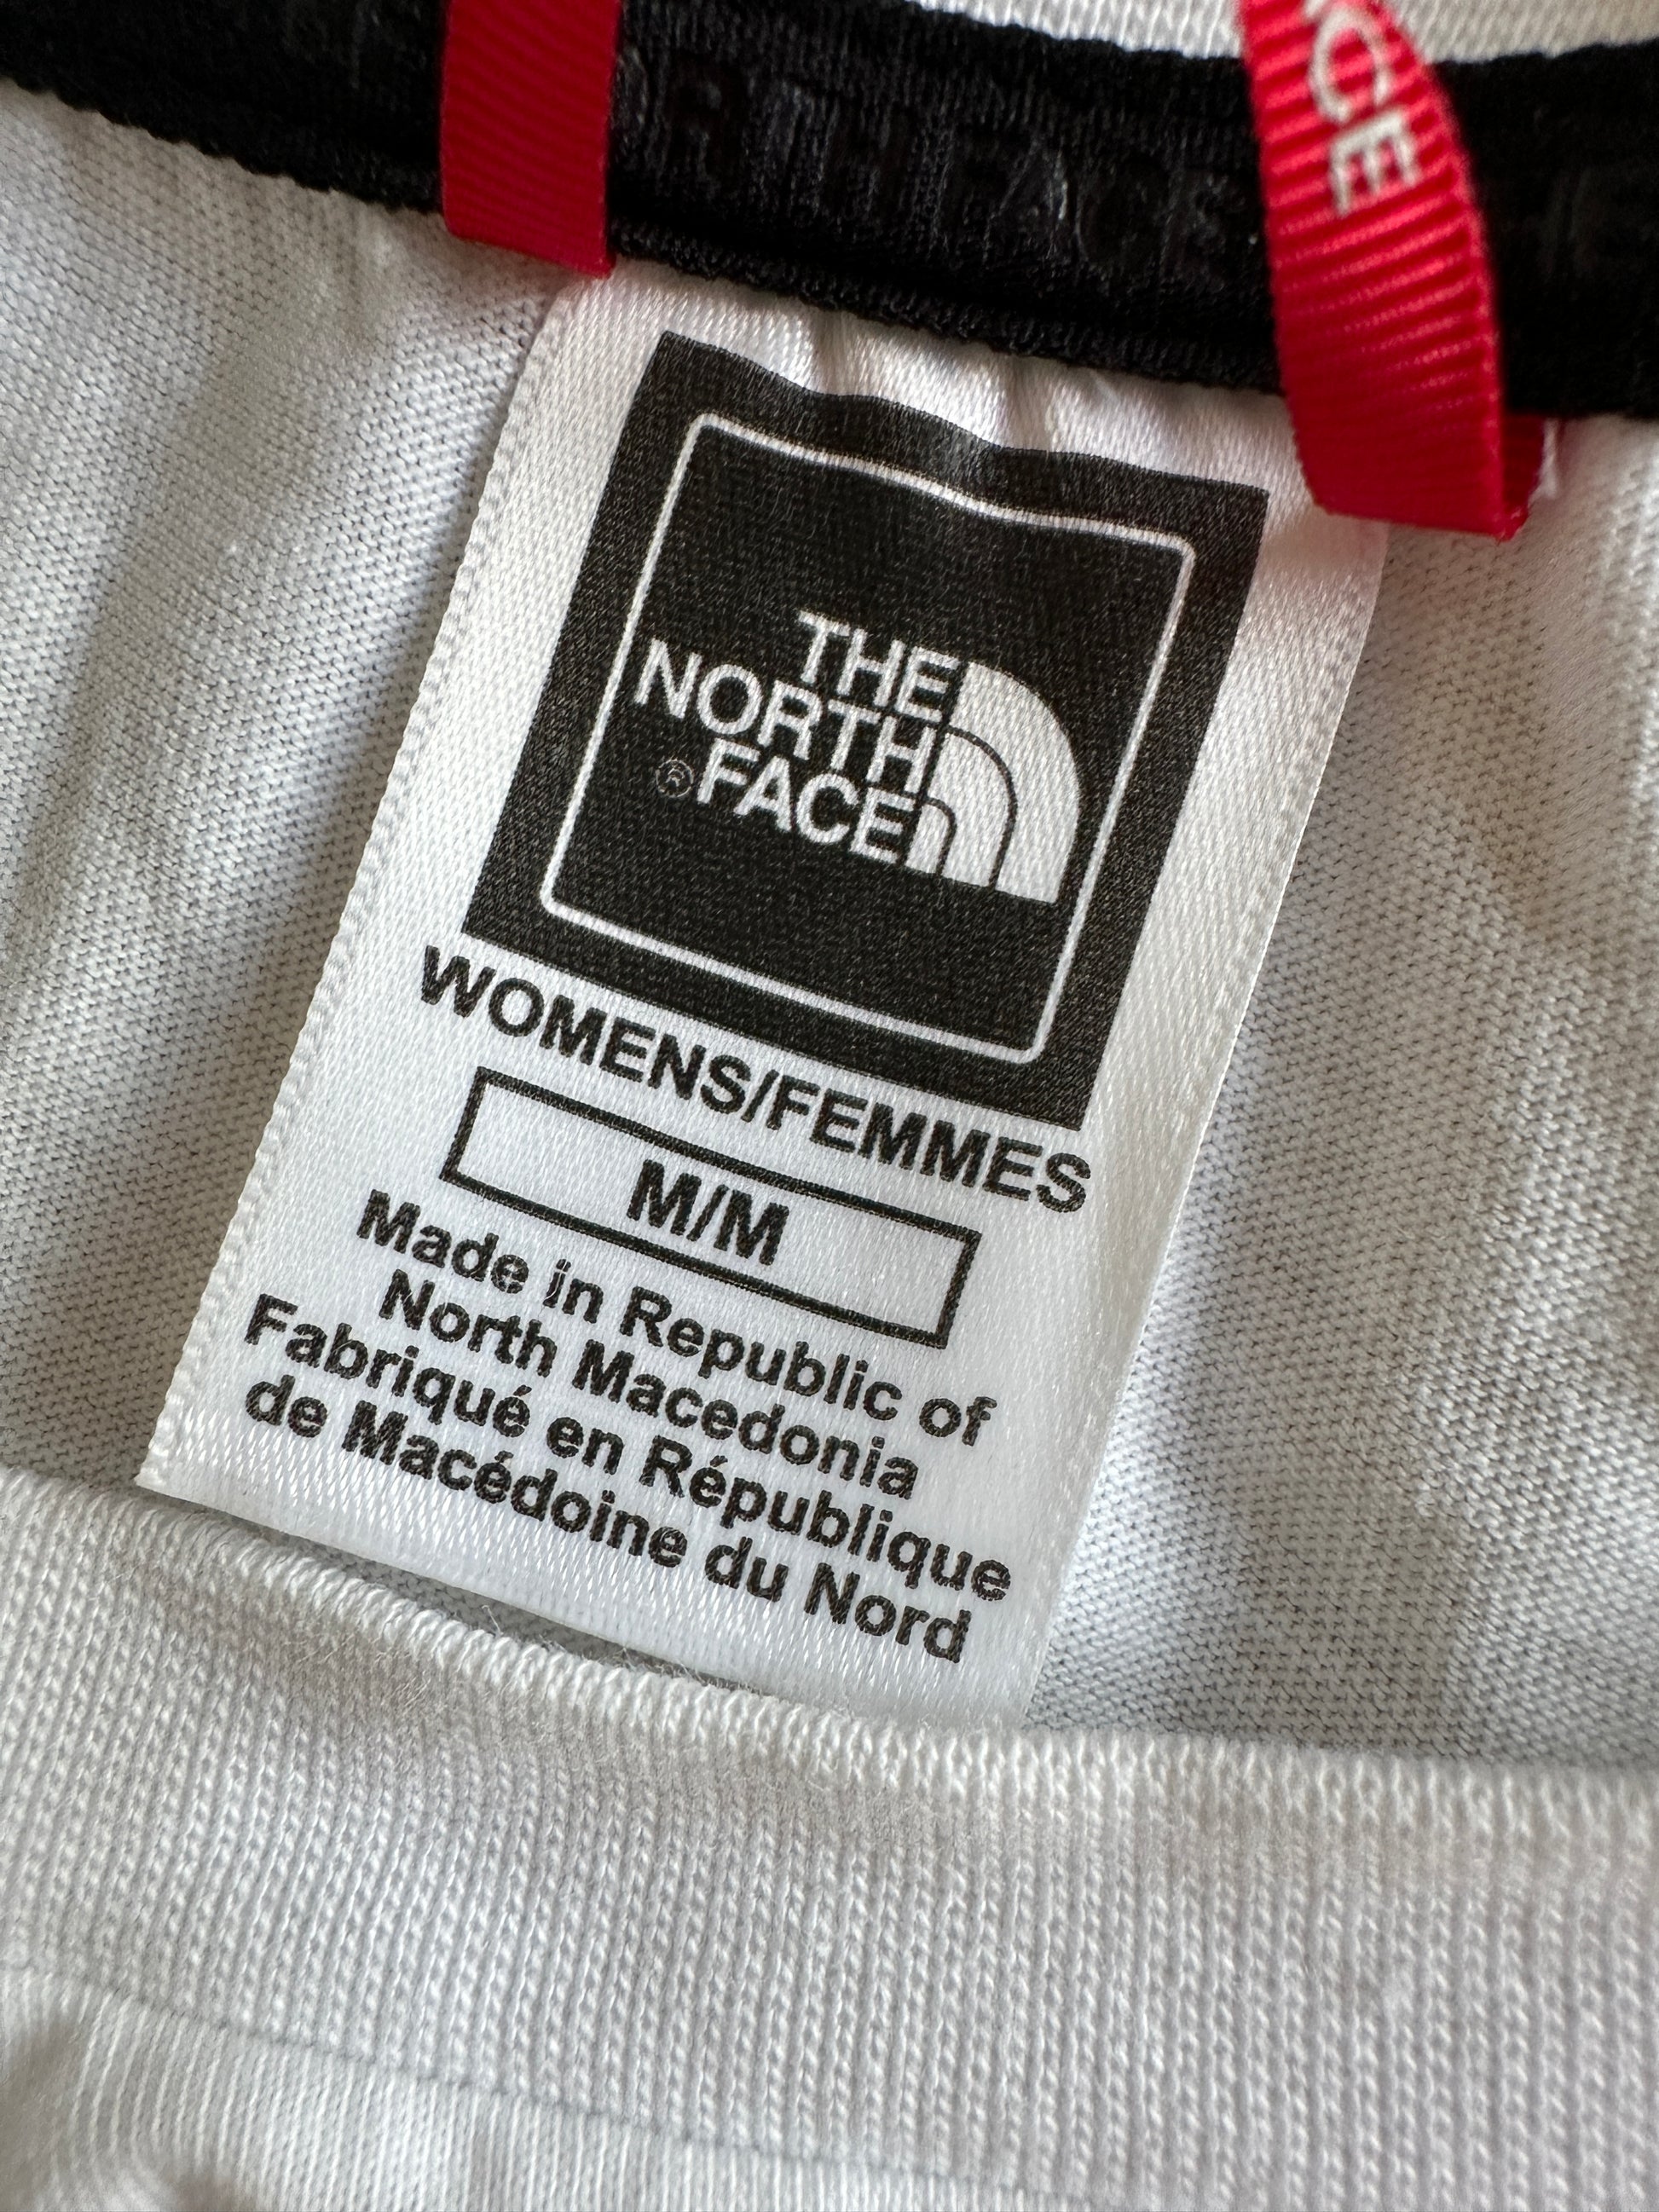 THE
NORTH
®FACE
WOMENS/FEMMES
M/M
Made in Republic of
North Macedonia
Fabriqué en République
de Macédoine du Nord